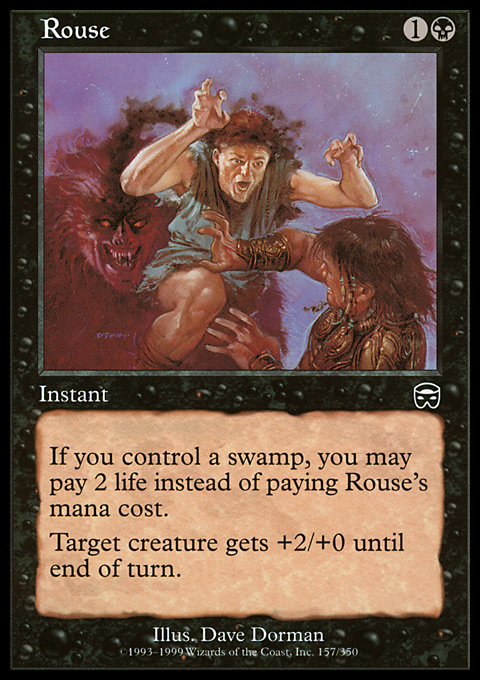 Rouse 1
Instant
If you control a swamp, you may
pay 2 life instead of paying Rouse's
mana cost.
Target creature gets +2/+0 until
end of turn.
Illus. Dave Dorman
©1993–1999 Wizards of the Coast, Inc. 157/350